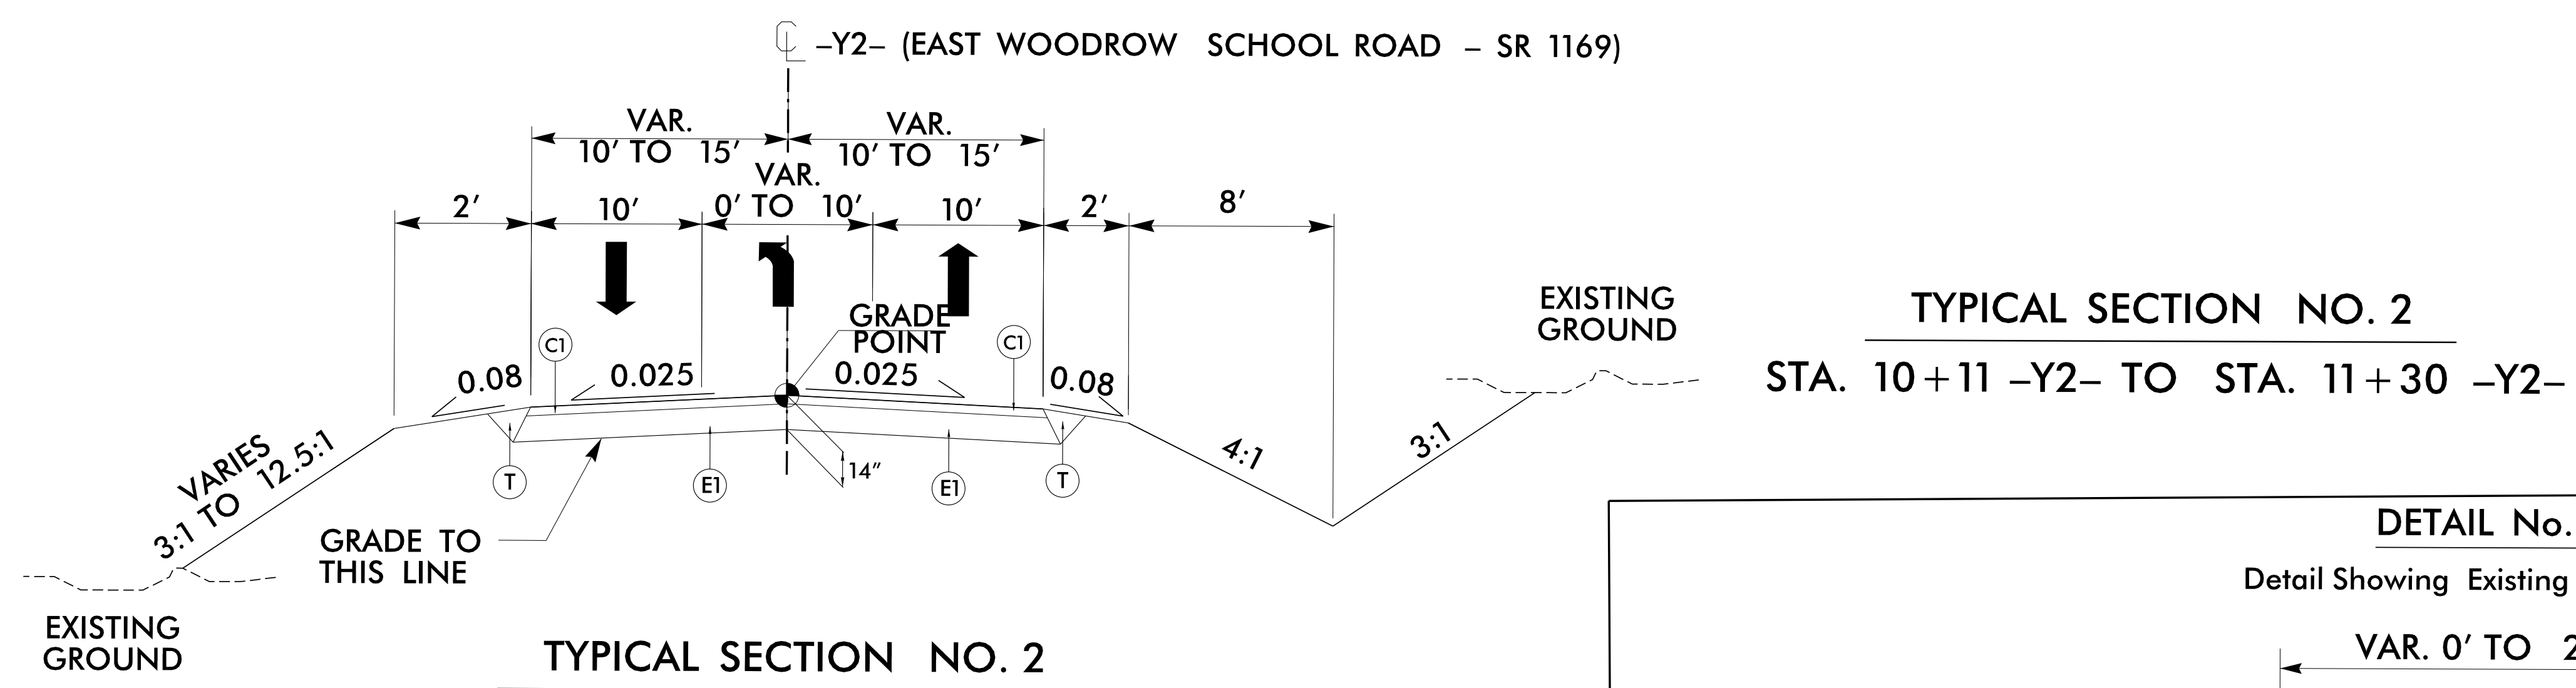 CL –Y2– (EAST WOODROW SCHOOL ROAD – SR 1169)
VAR.
10' TO 15'
VAR.
10' TO 15'
VAR.
0' TO 10'
2'
10'
10'
2'
8'
GRADE
POINT
C1
C1
0.08
0.025
0.025
0.08
VARIES
3:1 TO 12.5:1
T
E1
14"
E1
T
4:1
3:1
EXISTING
GROUND
GRADE TO
THIS LINE
EXISTING
GROUND
TYPICAL SECTION NO. 2
TYPICAL SECTION NO. 2
STA. 10+11 –Y2– TO STA. 11+30 –Y2–
DETAIL No.
Detail Showing Existing
VAR. 0' TO 2